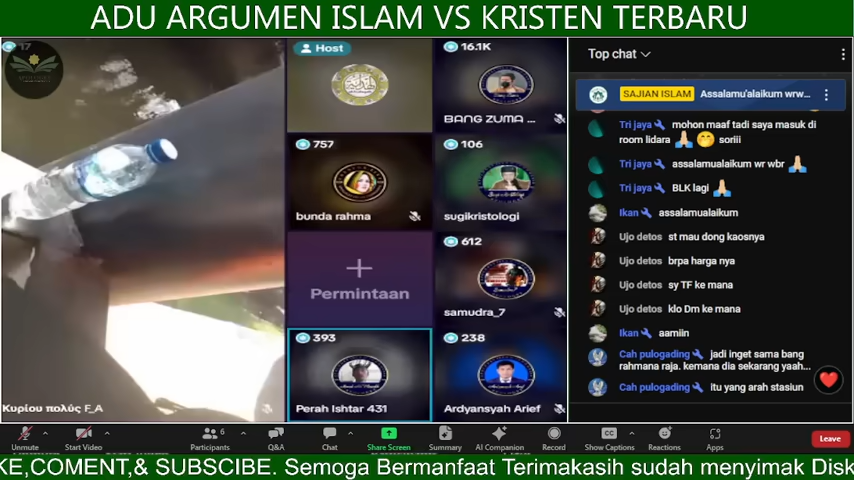 ADU ARGUMEN ISLAM VS KRISTEN TERBARU
17
Κυρίου πολύς F_A
Host
16.1K
BANG ZUMA ...
757
bunda rahma
106
sugikristologi
Permintaan
612
samudra_7
393
Perah Ishtar 431
238
Ardyansyah Arief
Top chat
SAJIAN ISLAM Assalamu'alaikum wrw...
Tri jaya mohon maaf tadi saya masuk di
room lidara 🙏 🤭 soriii
Tri jaya assalamualaikum wr wbr 🙏
Tri jaya BLK lagi 🙏
Ikan assalamualaikum
Ujo detos st mau dong kaosnya
Ujo detos brpa harga nya
Ujo detos sy TF ke mana
Ujo detos klo Dm ke mana
Ikan aamiin
Cah pulogading jadi inget sama bang
rahmana raja. kemana dia sekarang yaah...
Cah pulogading itu yang arah stasiun
Unmute
Start Video
Participants 6
Q&A
Chat
Share Screen
Summary
AI Companion
Record
Show Captions
Reactions
Apps
Leave
KE,COMENT,& SUBSCIBE. Semoga Bermanfaat Terimakasih sudah menyimak Disk